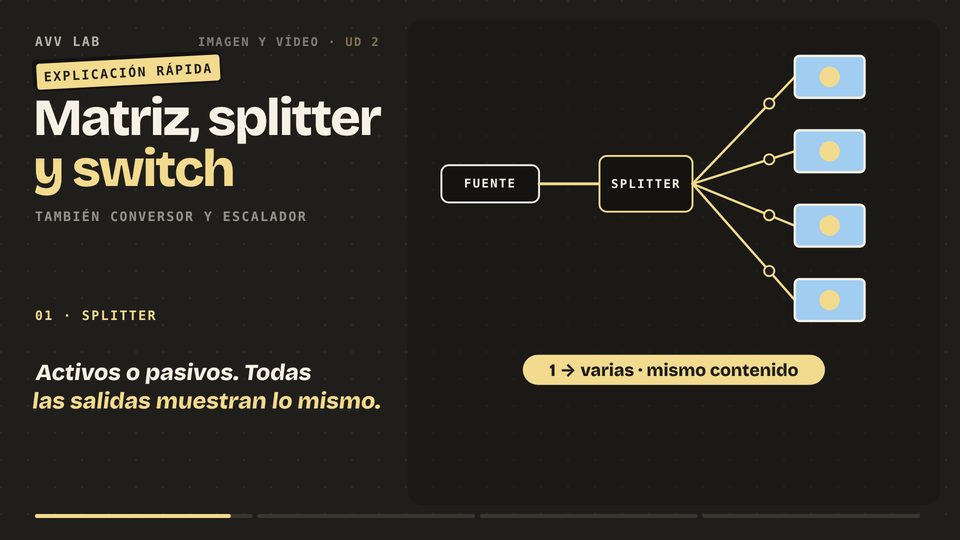 AVV LAB
IMAGEN Y VÍDEO · UD 2
EXPLICACIÓN RÁPIDA
Matriz, splitter
y switch
TAMBIÉN CONVERSOR Y ESCALADOR
01 · SPLITTER
Activos o pasivos. Todas
las salidas muestran lo mismo.
FUENTE
SPLITTER
1 → varias · mismo contenido